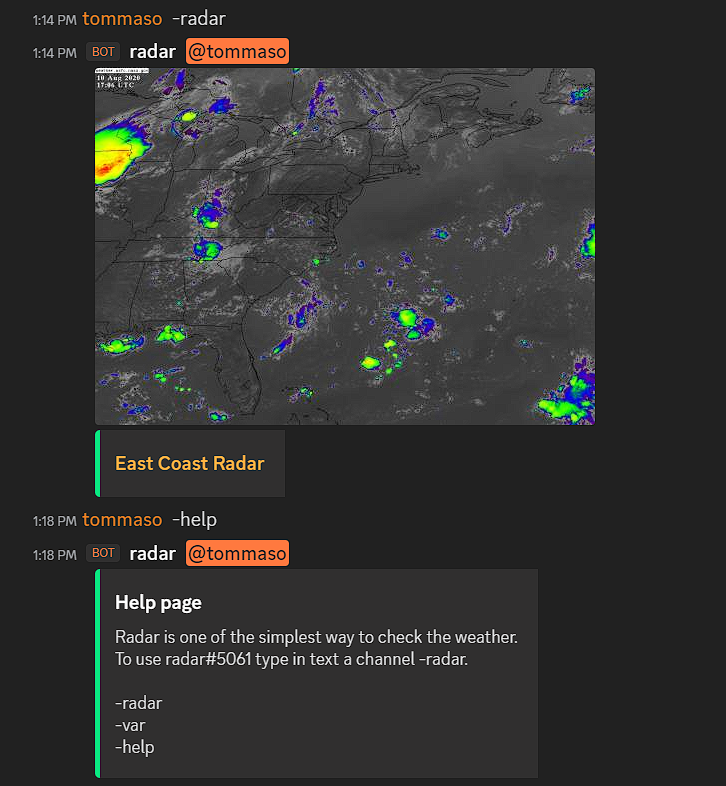 1:14 PM tommaso -radar
1:14 PM BOT radar @tommaso
10 Aug 2020
17:06 UTC
East Coast Radar
1:18 PM tommaso -help
1:18 PM BOT radar @tommaso
Help page
Radar is one of the simplest way to check the weather.
To use radar#5061 type in text a channel -radar.
-radar
-var
-help